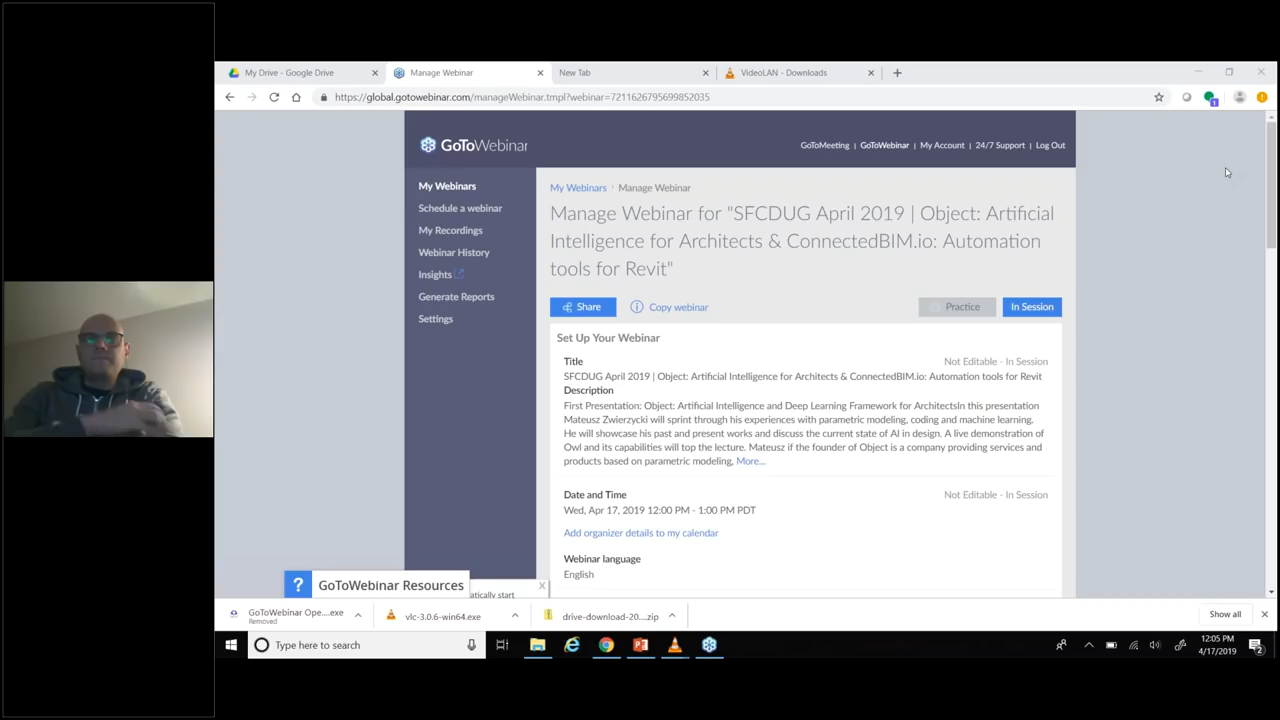 My Drive - Google Drive
Manage Webinar
New Tab
VideoLAN - Downloads
https://global.gotowebinar.com/manageWebinar.tmpl?webinar=7211626795699852035
1
GoToWebinar
GoToMeeting | GoToWebinar | My Account | 24/7 Support | Log Out
My Webinars
Schedule a webinar
My Recordings
Webinar History
Insights
Generate Reports
Settings
My Webinars › Manage Webinar
Manage Webinar for "SFCDUG April 2019 | Object: Artificial
Intelligence for Architects & ConnectedBIM.io: Automation
tools for Revit"
Share
Copy webinar
Practice
In Session
Set Up Your Webinar
Title
Not Editable - In Session
SFCDUG April 2019 | Object: Artificial Intelligence for Architects & ConnectedBIM.io: Automation tools for Revit
Description
First Presentation: Object: Artificial Intelligence and Deep Learning Framework for ArchitectsIn this presentation
Mateusz Zwierzycki will sprint through his experiences with parametric modeling, coding and machine learning.
He will showcase his past and present works and discuss the current state of AI in design. A live demonstration of
Owl and its capabilities will top the lecture. Mateusz if the founder of Object is a company providing services and
products based on parametric modeling, More...
Date and Time
Not Editable - In Session
Wed, Apr 17, 2019 12:00 PM - 1:00 PM PDT
Add organizer details to my calendar
Webinar language
English
? GoToWebinar Resources
atically start
GoToWebinar Ope....exe
Removed
vlc-3.0.6-win64.exe
drive-download-20....zip
Show all
Type here to search
12:05 PM
4/17/2019
2